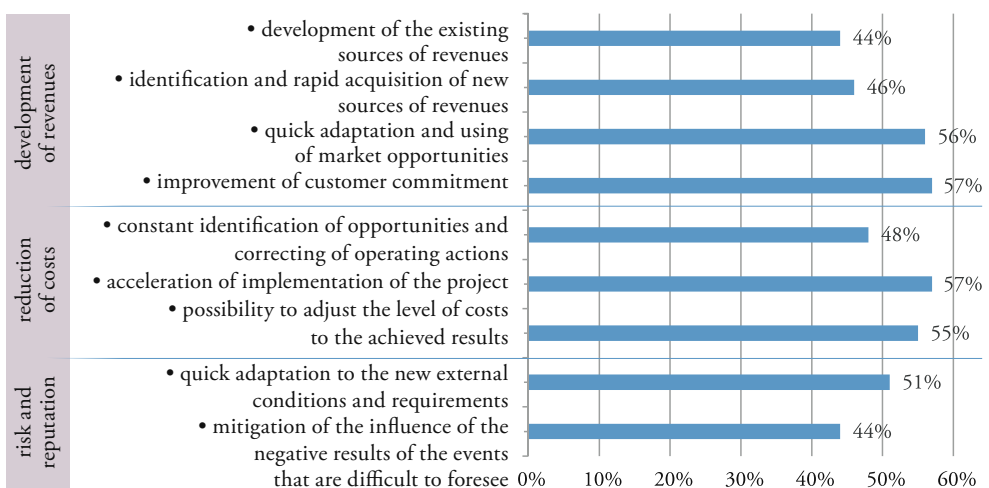 development
of revenues
• development of the existing
sources of revenues
44%
• identification and rapid acquisition of new
sources of revenues
46%
• quick adaptation and using
of market opportunities
56%
• improvement of customer commitment
57%
reduction
of costs
• constant identification of opportunities and
correcting of operating actions
48%
• acceleration of implementation of the project
57%
• possibility to adjust the level of costs
to the achieved results
55%
risk and
reputation
• quick adaptation to the new external
conditions and requirements
51%
• mitigation of the influence of the
negative results of the events
that are difficult to foresee
44%
0% 10% 20% 30% 40% 50% 60%